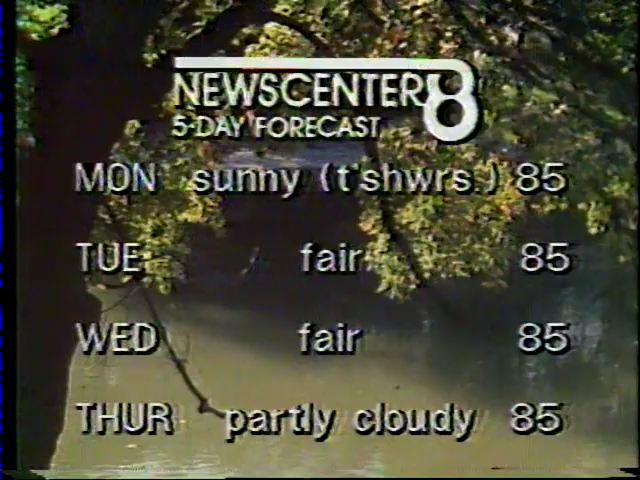 NEWSCENTER 8
5-DAY FORECAST
MON sunny (t'shwrs.) 85
TUE fair 85
WED fair 85
THUR partly cloudy 85